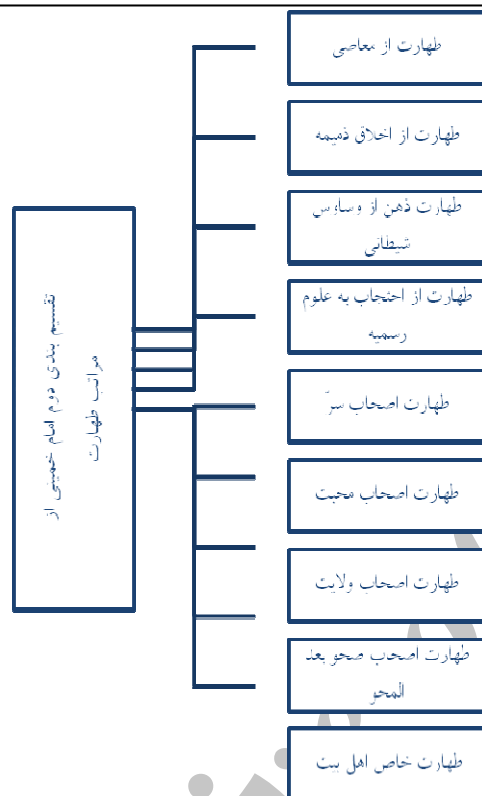 طهارت از معاصی
طهارت از اخلاق ذمیمه
طهارت ذهن از وساوس
شیطانی
طهارت از احتجاب به علوم
رسمیه
طهارت اصحاب سرّ
طهارت اصحاب محبت
طهارت اصحاب ولایت
طهارت اصحاب صحو بعد
المحو
طهارت خاص اهل بیت
تقسیم بندی دوم امام خمینی از
مراتب طهارت